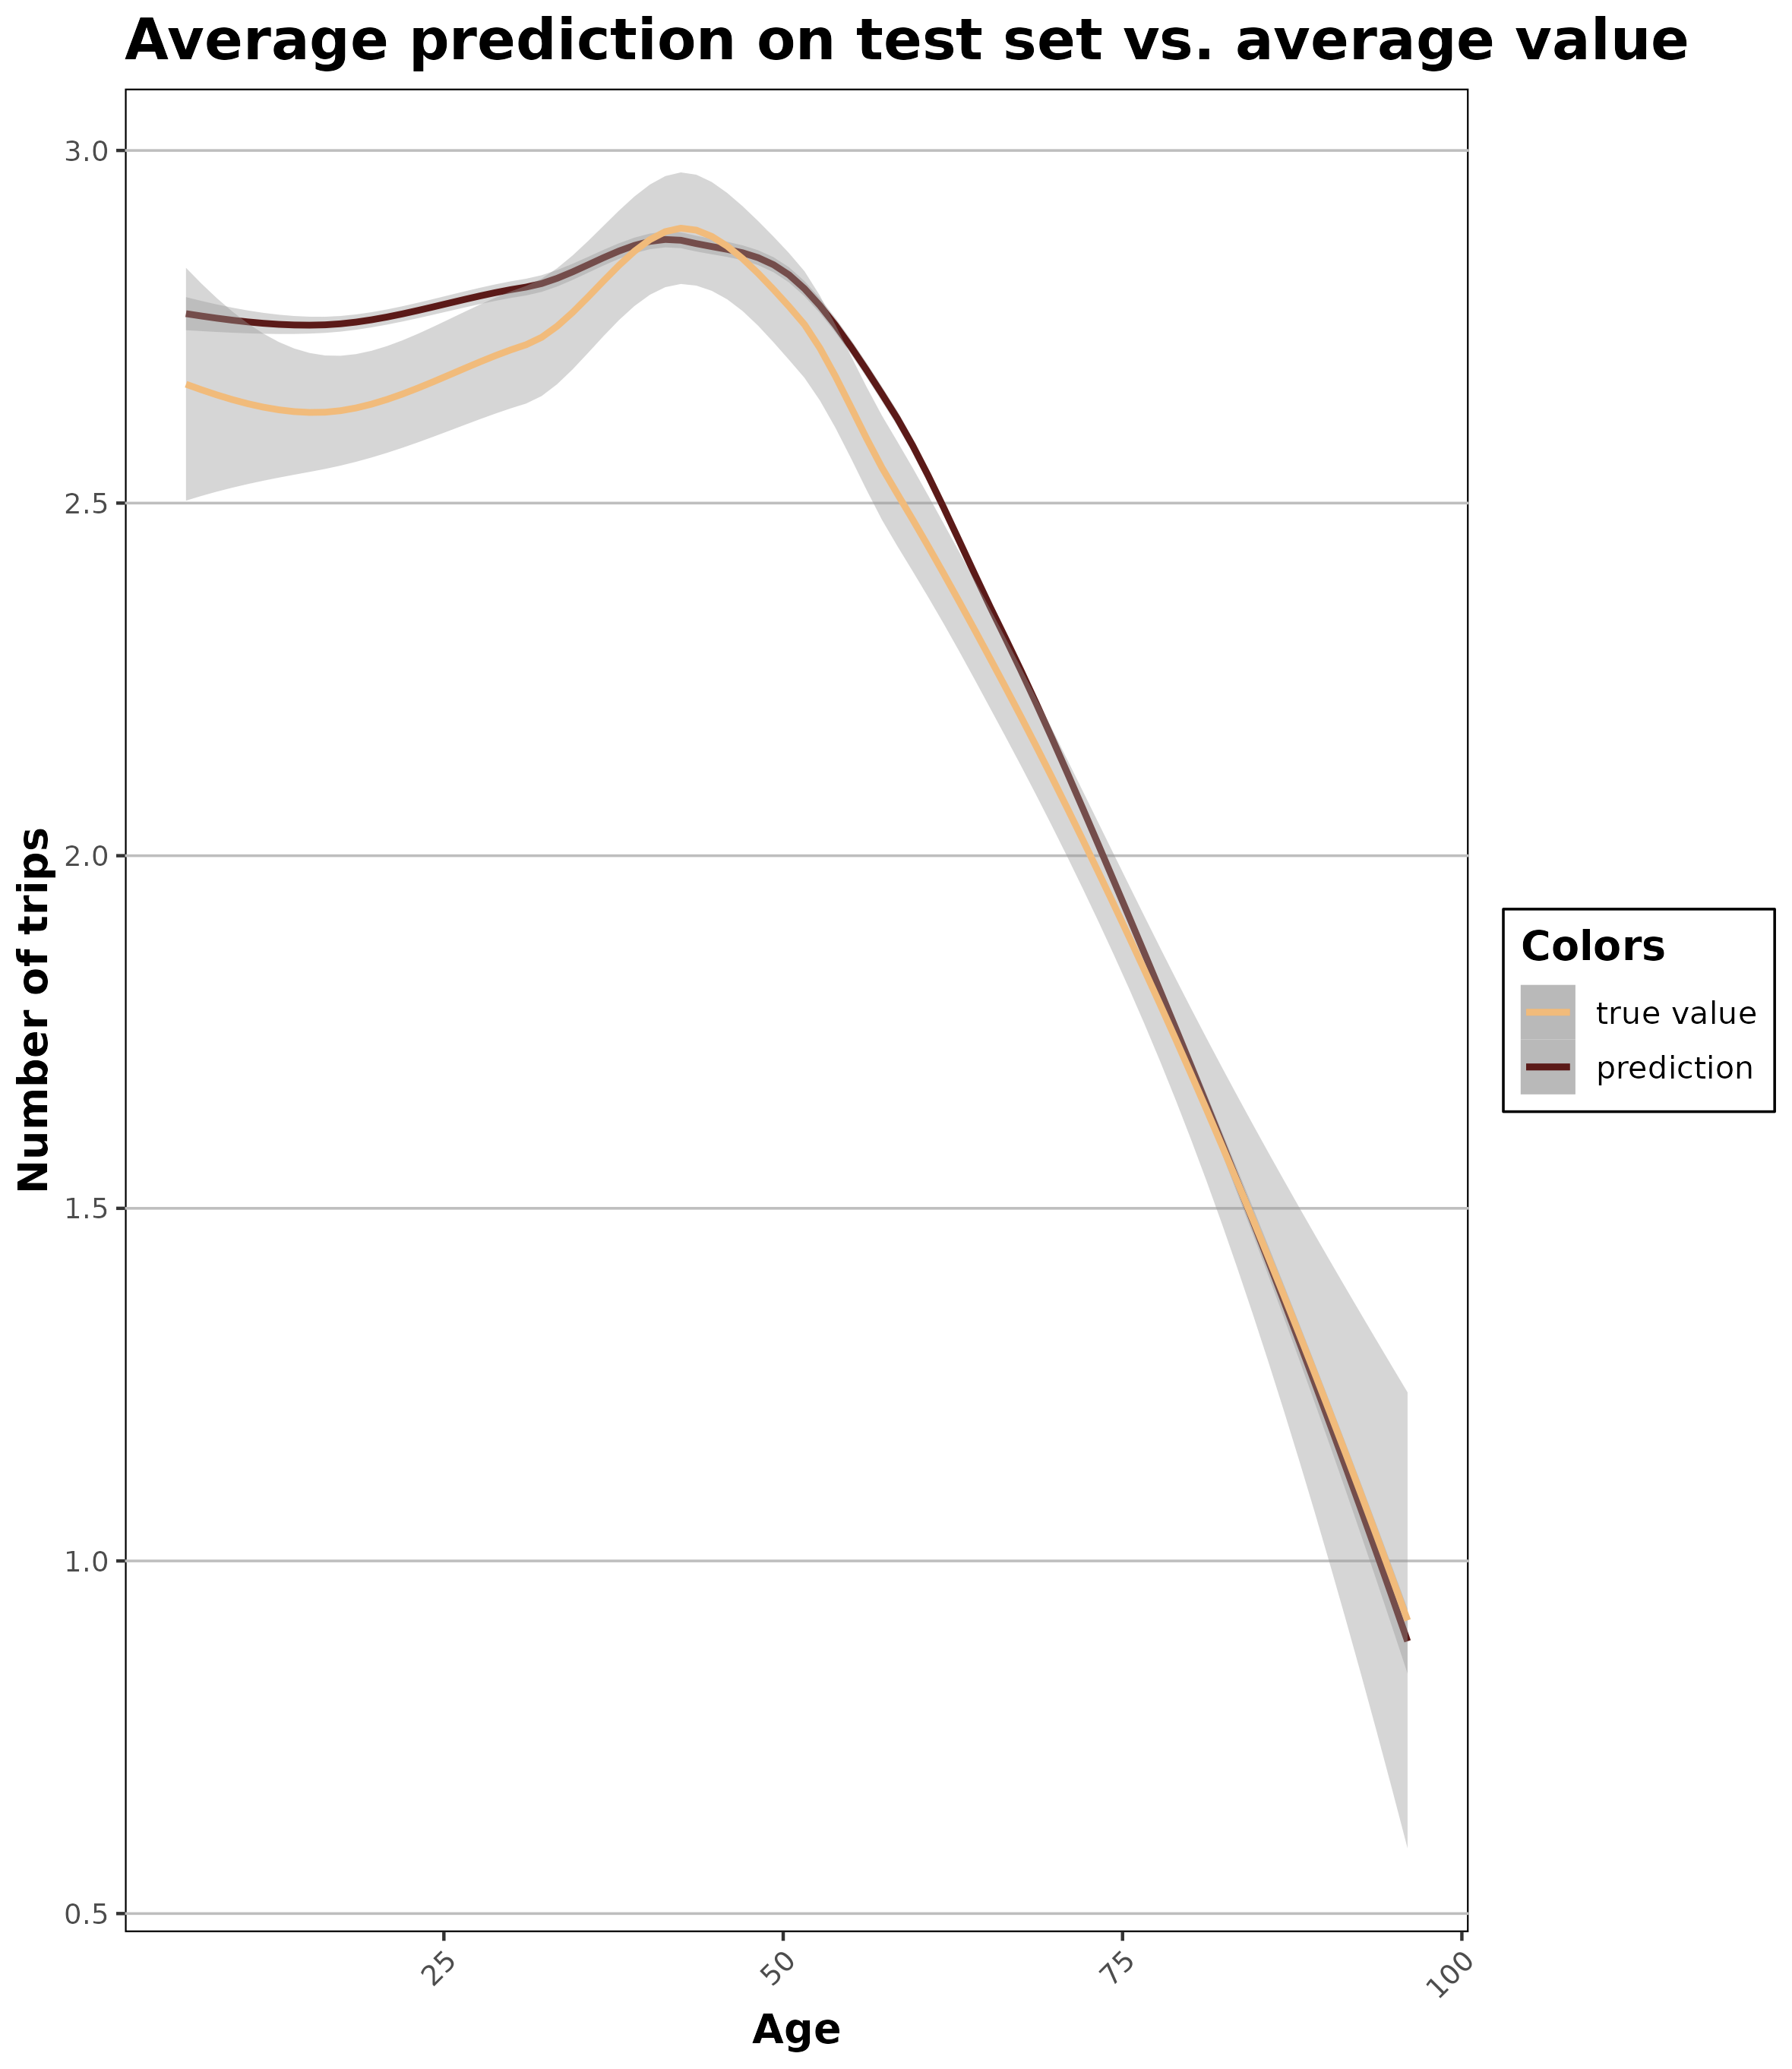 Average prediction on test set vs. average value
Number of trips
3.0
2.5
2.0
1.5
1.0
0.5
25
50
75
100
Age
Colors
true value
prediction